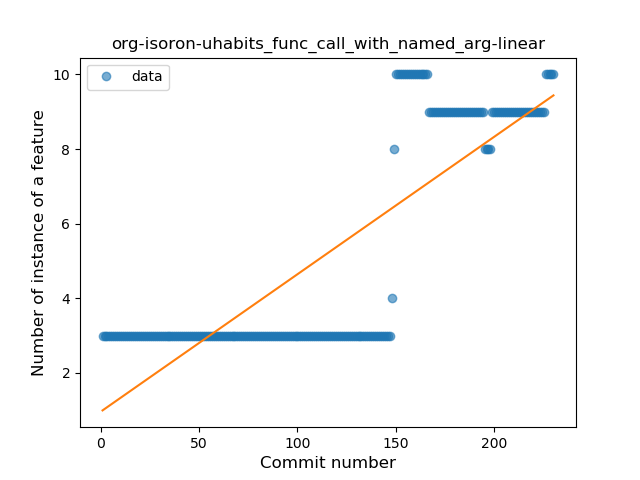 org-isoron-uhabits_func_call_with_named_arg-linear
data
Number of instance of a feature
10
8
6
4
2
0
50
100
150
200
Commit number